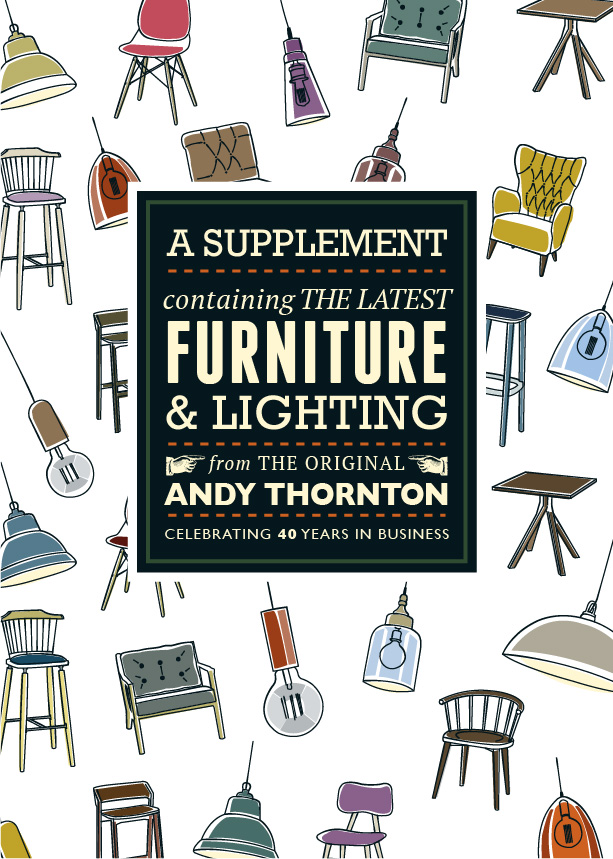 A SUPPLEMENT
containing THE LATEST
FURNITURE
& LIGHTING
from THE ORIGINAL
ANDY THORNTON
CELEBRATING 40 YEARS IN BUSINESS